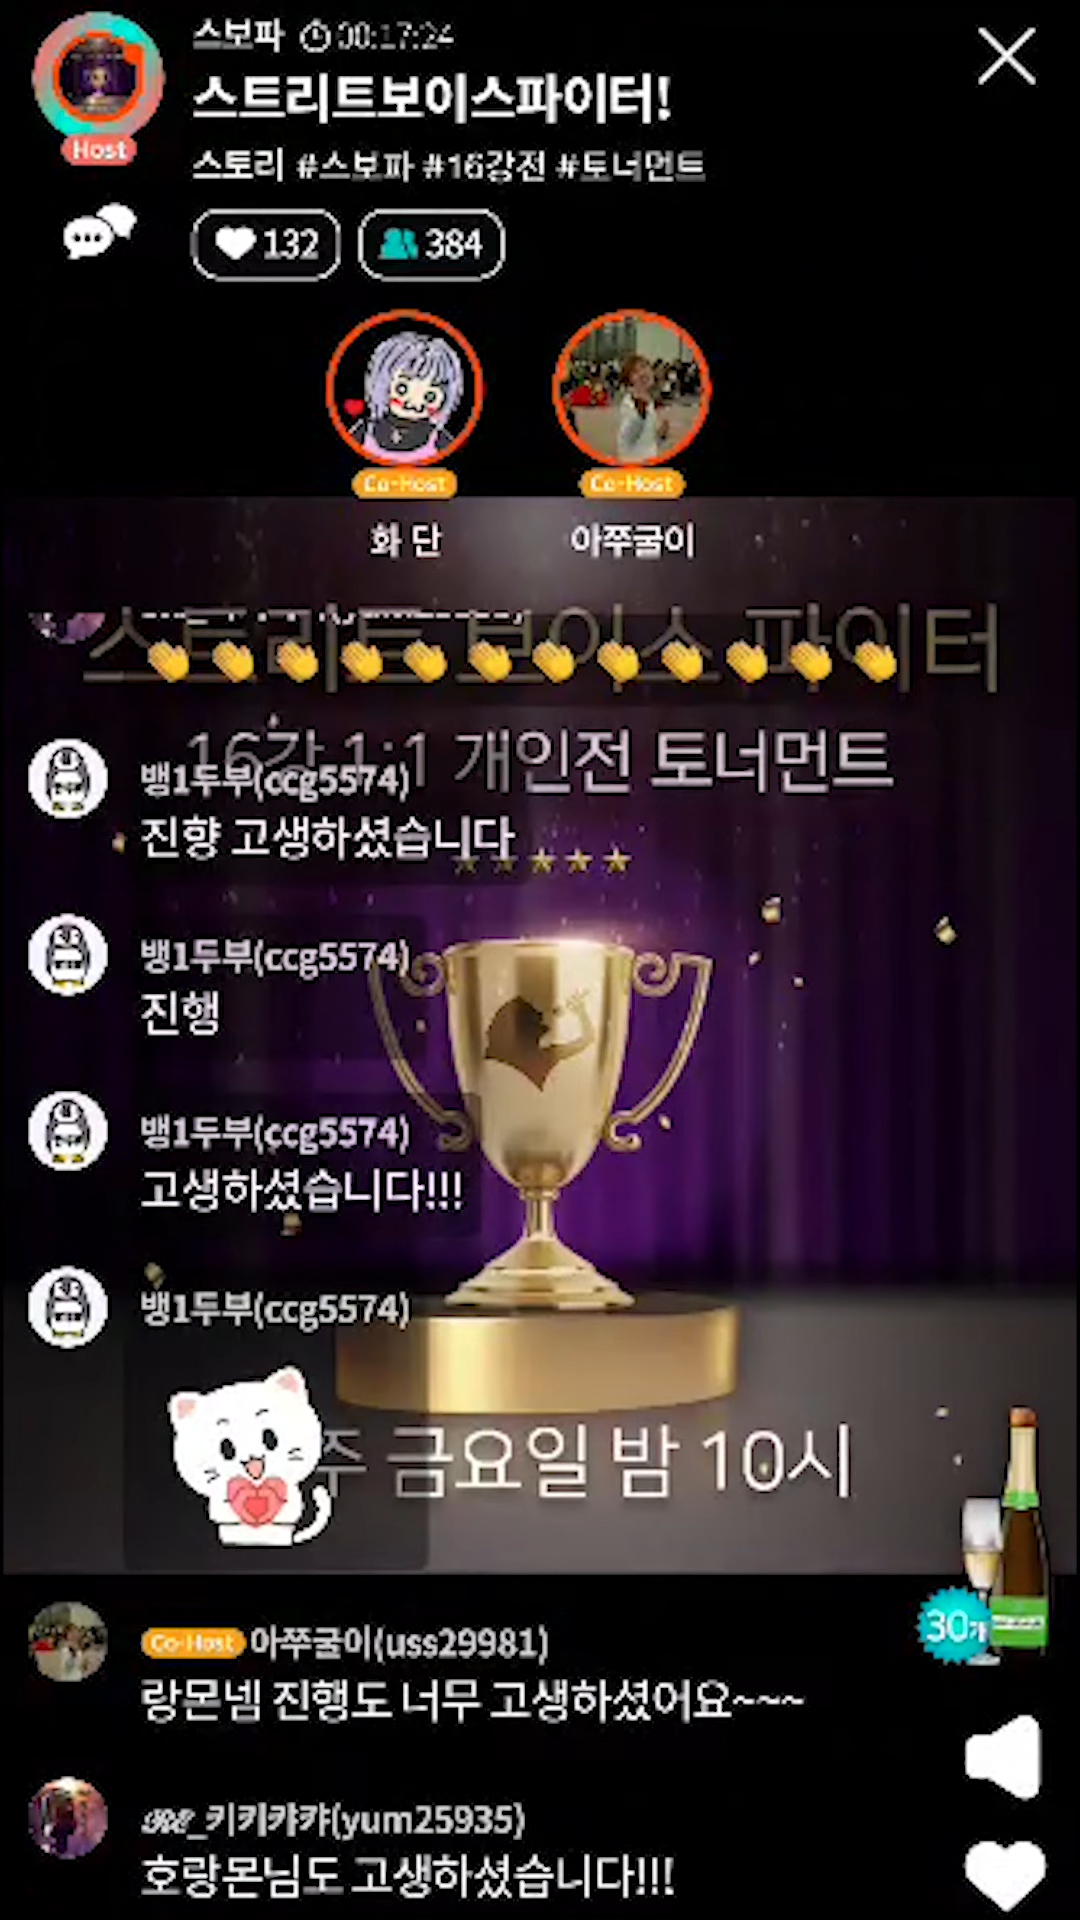 스보파 00:17:24
스트리트보이스파이터!
Host
스토리 #스보파 #16강전 #토너먼트
132 384
Co-Host Co-Host
화 단 아쭈굴이
스트리트 보이스 파이터
👏👏👏👏👏👏👏👏👏👏👏👏
16강 1:1 개인전 토너먼트
뱅1두부(ccg5574)
진향 고생하셨습니다
뱅1두부(ccg5574)
진행
뱅1두부(ccg5574)
고생하셨습니다!!!
뱅1두부(ccg5574)
주 금요일 밤 10시
30개
Co-Host 아쭈굴이(uss29981)
랑몬넴 진행도 너무 고생하셨어요~~~
키키캬캬(yum25935)
호랑몬님도 고생하셨습니다!!!